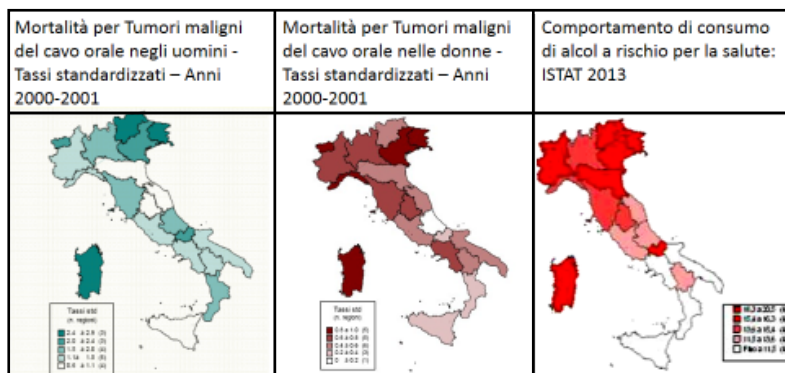 Mortalità per Tumori maligni
del cavo orale negli uomini -
Tassi standardizzati – Anni
2000-2001
Mortalità per Tumori maligni
del cavo orale nelle donne -
Tassi standardizzati – Anni
2000-2001
Comportamento di consumo
di alcol a rischio per la salute:
ISTAT 2013
Tassi std
(n. region)
Tassi std
(n. region)